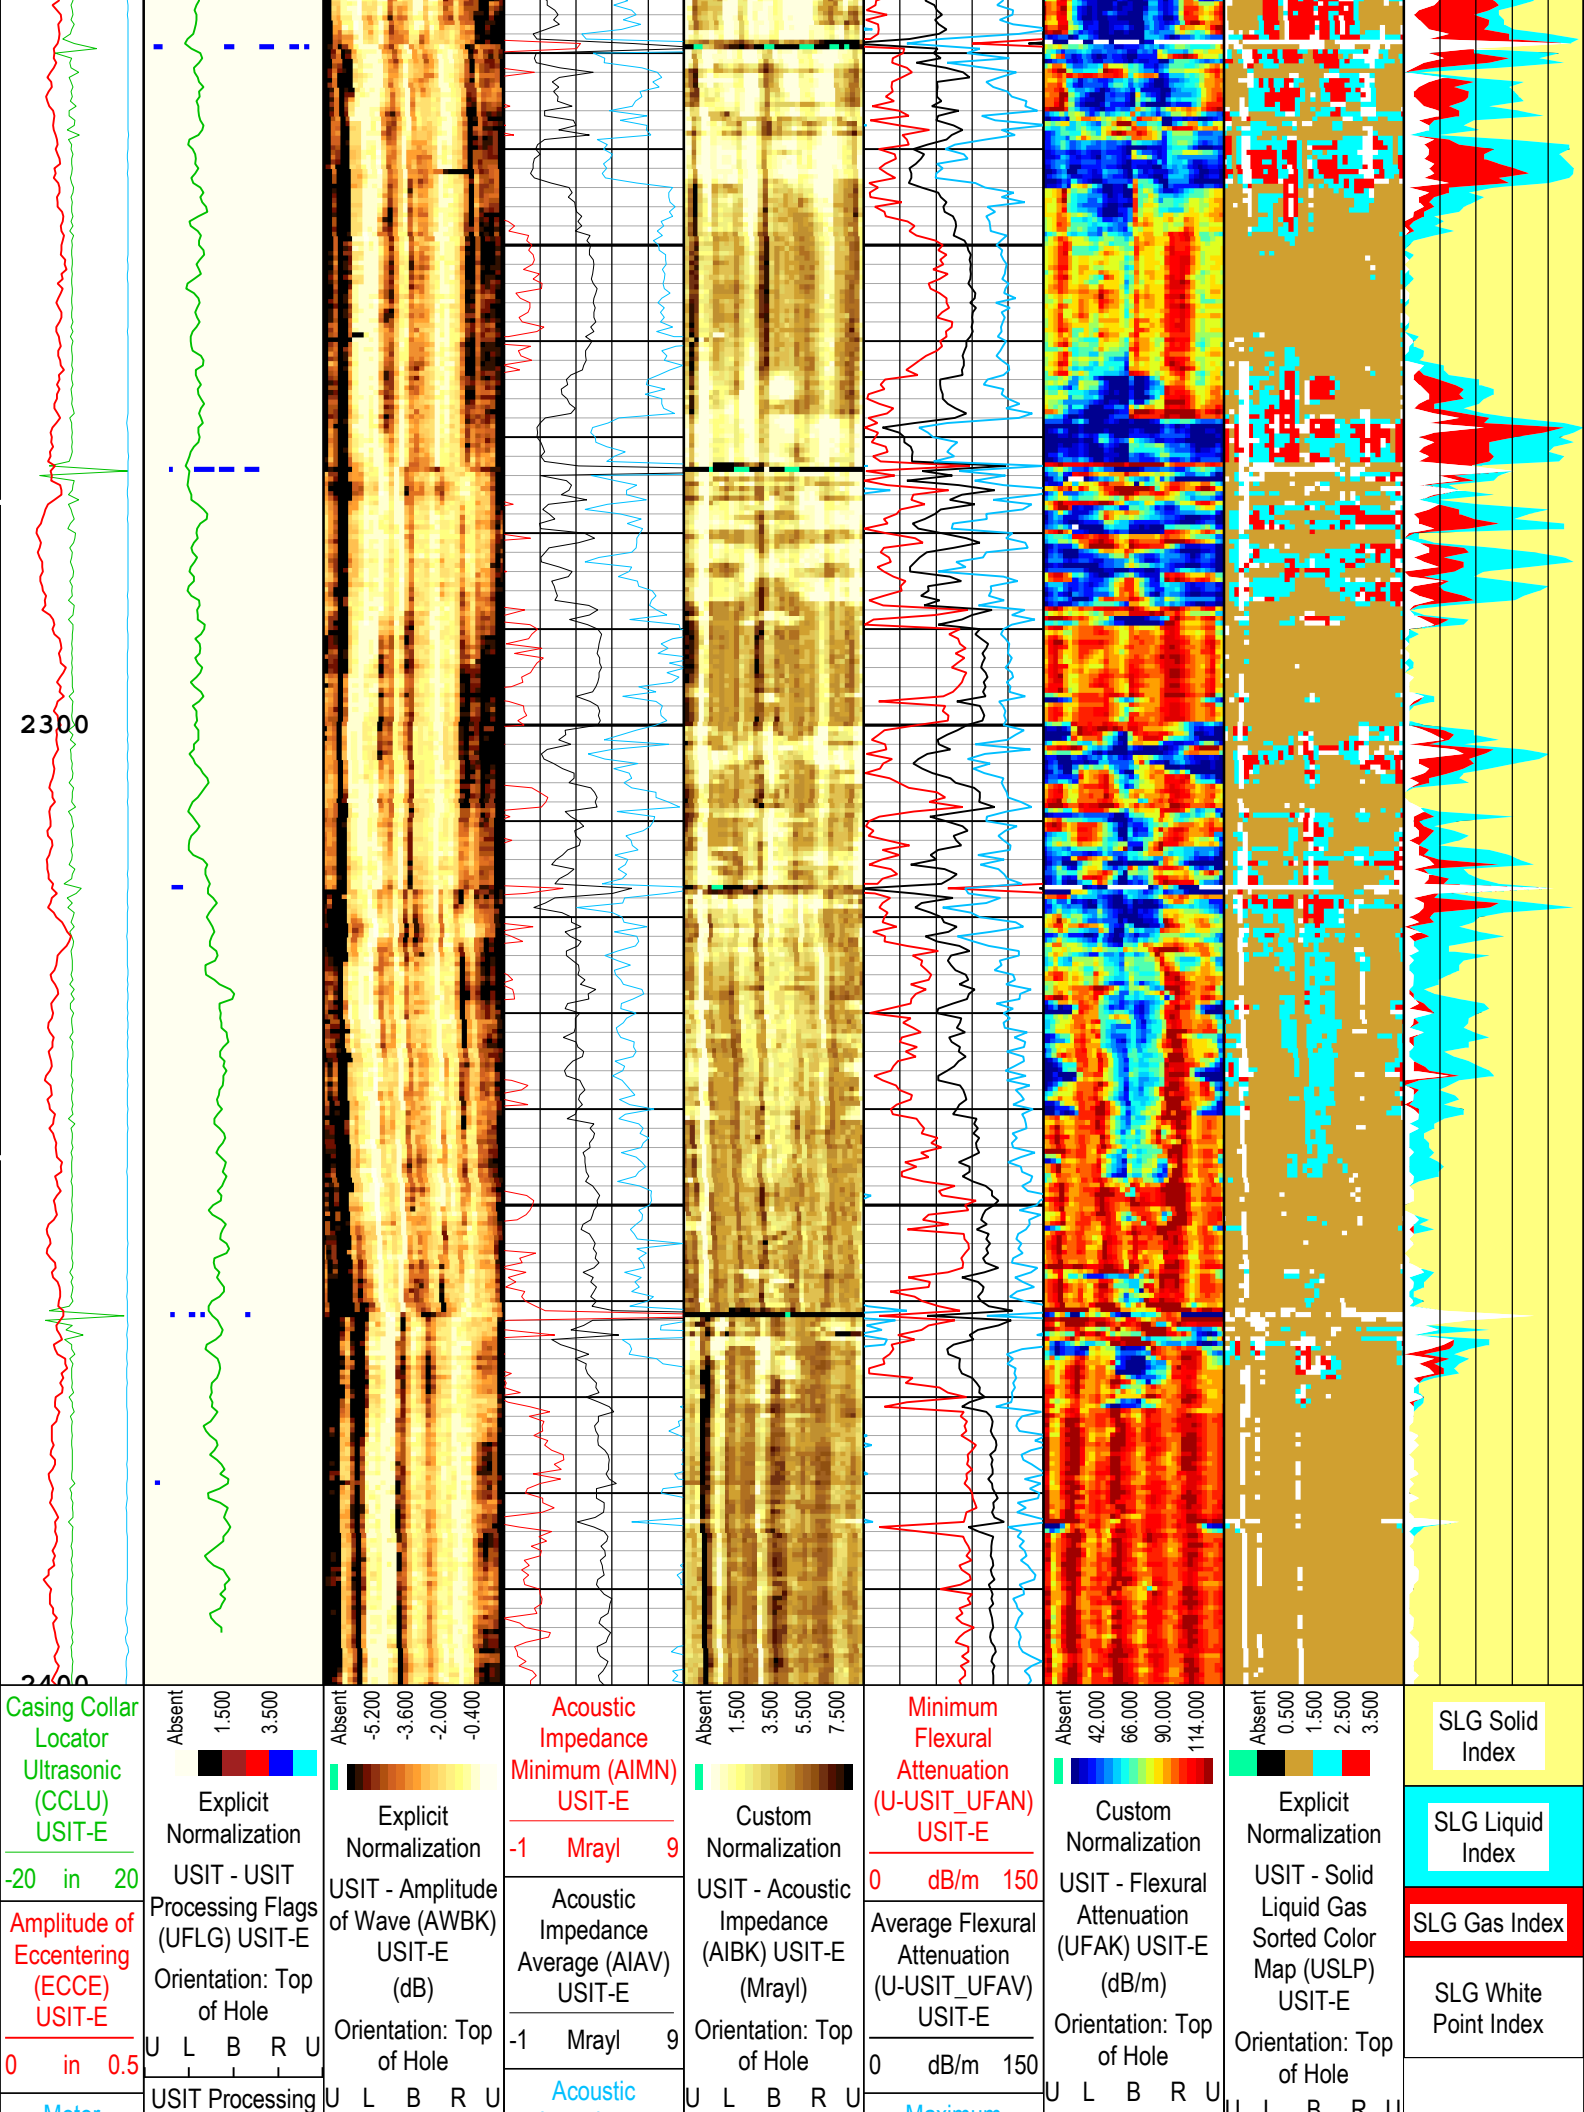 2300
2400
Casing Collar
Locator
Ultrasonic
(CCLU)
USIT-E
-20 in 20
Amplitude of
Eccentering
(ECCE)
USIT-E
0 in 0.5
Absent 1.500 3.500
Explicit
Normalization
USIT - USIT
Processing Flags
(UFLG) USIT-E
Orientation: Top
of Hole
U L B R U
USIT Processing
Absent -5.200 -3.600 -2.000 -0.400
Explicit
Normalization
USIT - Amplitude
of Wave (AWBK)
USIT-E
(dB)
Orientation: Top
of Hole
U L B R U
Acoustic
Impedance
Minimum (AIMN)
USIT-E
-1 Mrayl 9
Acoustic
Impedance
Average (AIAV)
USIT-E
-1 Mrayl 9
Acoustic
Absent 1.500 3.500 5.500 7.500
Custom
Normalization
USIT - Acoustic
Impedance
(AIBK) USIT-E
(Mrayl)
Orientation: Top
of Hole
U L B R U
Minimum
Flexural
Attenuation
(U-USIT_UFAN)
USIT-E
0 dB/m 150
Average Flexural
Attenuation
(U-USIT_UFAV)
USIT-E
0 dB/m 150
Maximum
Absent 42.000 66.000 90.000 114.000
Custom
Normalization
USIT - Flexural
Attenuation
(UFAK) USIT-E
(dB/m)
Orientation: Top
of Hole
U L B R U
Absent 0.500 1.500 2.500 3.500
Explicit
Normalization
USIT - Solid
Liquid Gas
Sorted Color
Map (USLP)
USIT-E
Orientation: Top
of Hole
U L B R U
SLG Solid
Index
SLG Liquid
Index
SLG Gas Index
SLG White
Point Index